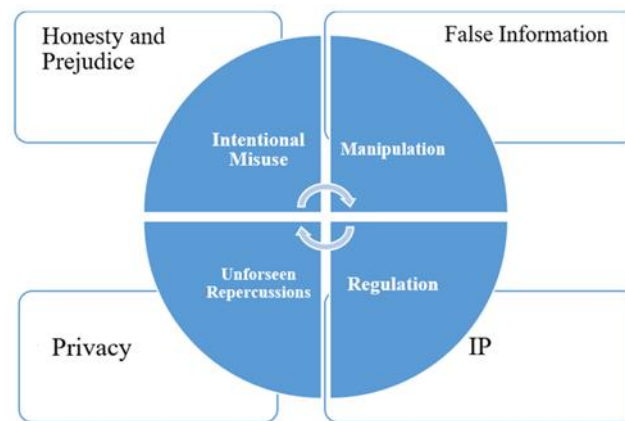 Honesty and
Prejudice
False Information
Intentional
Misuse
Manipulation
Unforseen
Repercussions
Regulation
Privacy
IP